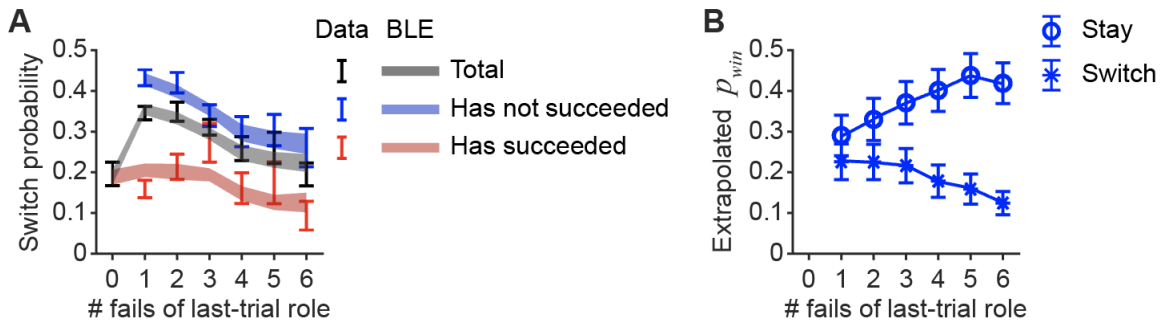 A
Switch probability
0.5
0.4
0.3
0.2
0.1
0
0 1 2 3 4 5 6
# fails of last-trial role
Data BLE
Total
Has not succeeded
Has succeeded
B
Extrapolated p_win
0.5
0.4
0.3
0.2
0.1
0
0 1 2 3 4 5 6
# fails of last-trial role
Stay
Switch